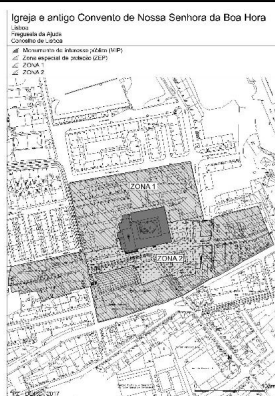 Igreja e antigo Convento de Nossa Senhora da Boa Hora
Lisboa
Freguesia da Ajuda
Concelho de Lisboa
Monumento de interesse público (MIP)
Zona especial de proteção (ZEP)
ZONA 1
ZONA 2
ZONA 1
ZONA 2
2017